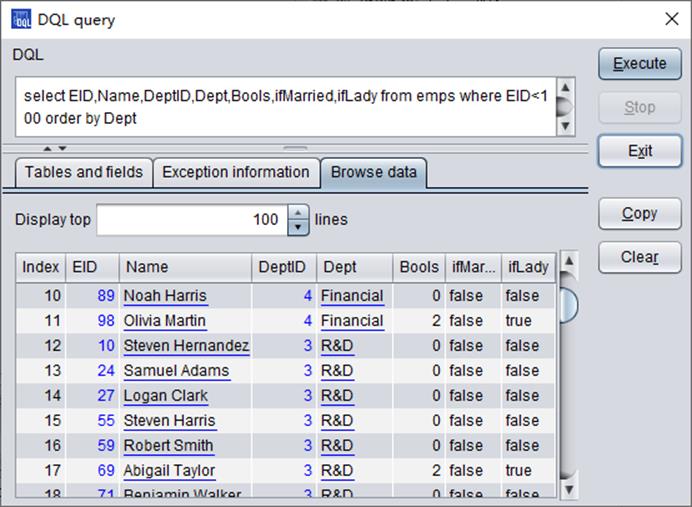 DQL query
DQL
select EID,Name,DeptID,Dept,Bools,ifMarried,ifLady from emps where EID<1
00 order by Dept
Execute
Stop
Exit
Copy
Clear
Tables and fields Exception information Browse data
Display top 100 lines
Index EID Name DeptID Dept Bools ifMar... ifLady
10 89 Noah Harris 4 Financial 0 false false
11 98 Olivia Martin 4 Financial 2 false true
12 10 Steven Hernandez 3 R&D 0 false false
13 24 Samuel Adams 3 R&D 0 false false
14 27 Logan Clark 3 R&D 0 false false
15 55 Steven Harris 3 R&D 0 false false
16 59 Robert Smith 3 R&D 0 false false
17 69 Abigail Taylor 3 R&D 2 false true
18 71 Benjamin Walker 3 R&D 0 false false